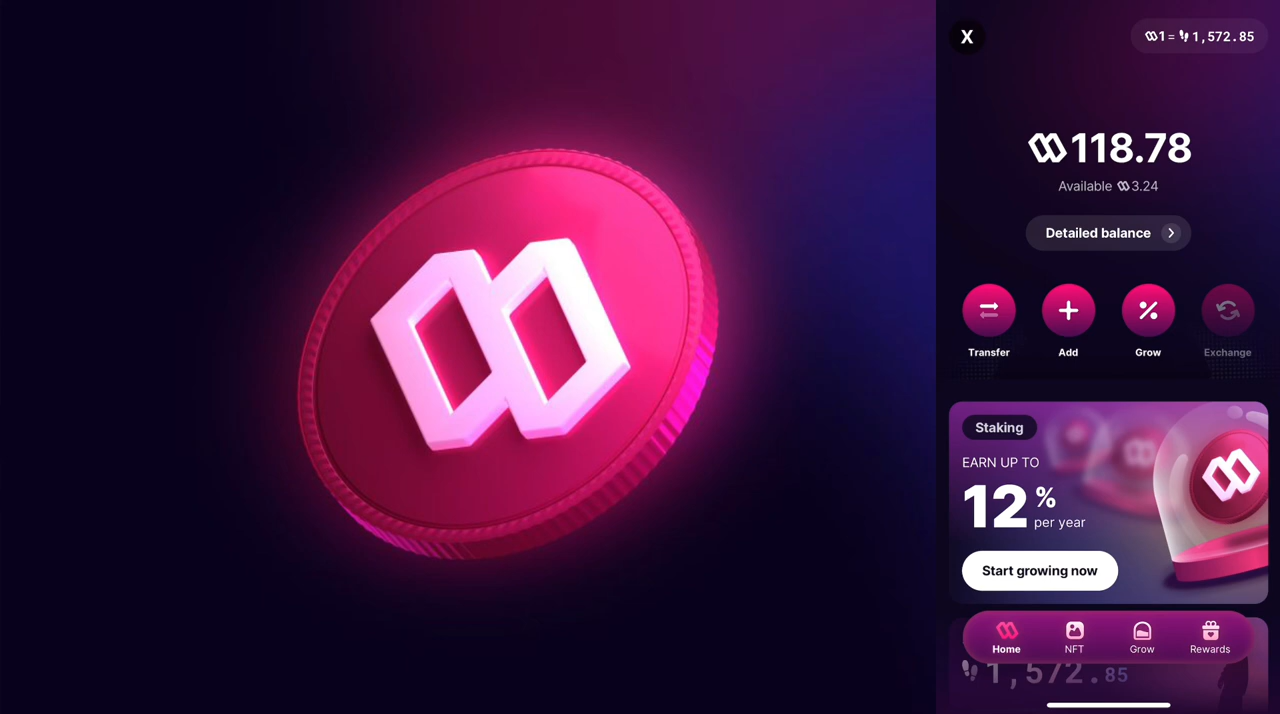 X
1 = 1,572.85
118.78
Available 3.24
Detailed balance
Transfer
Add
Grow
Exchange
Staking
EARN UP TO
12 %
per year
Start growing now
Home
NFT
Grow
Rewards
1,572.85